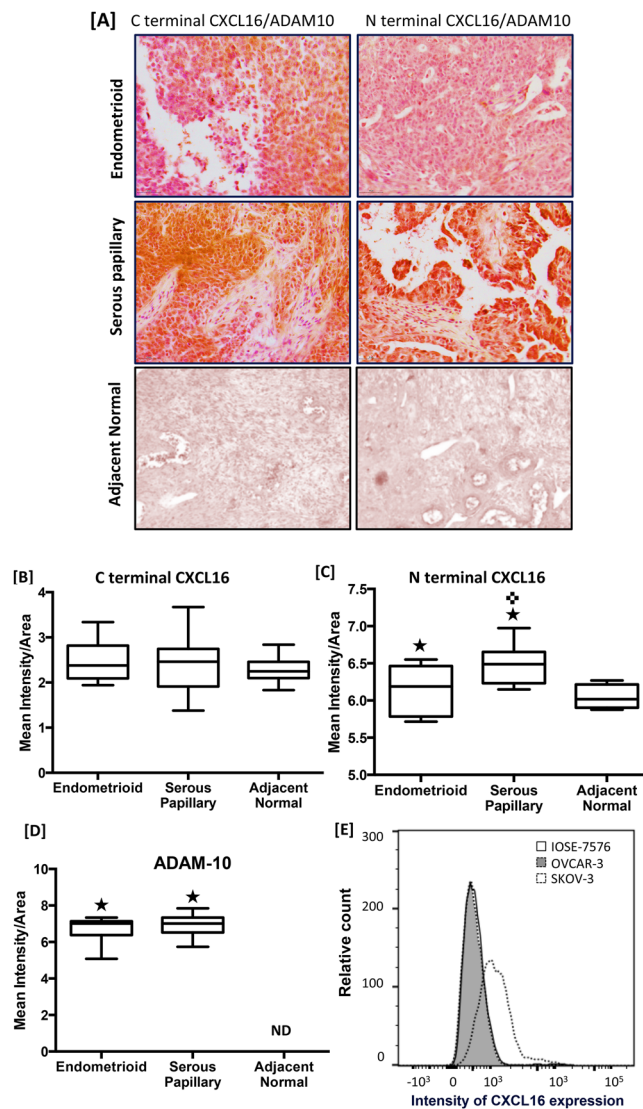 [A]
C terminal CXCL16/ADAM10
N terminal CXCL16/ADAM10
Endometrioid
Serous papillary
Adjacent Normal
[B]
C terminal CXCL16
Mean Intensity/Area
4
3
2
1
0
Endometrioid
Serous
Papillary
Adjacent
Normal
[C]
N terminal CXCL16
Mean Intensity/Area
7.5
7.0
6.5
6.0
5.5
5.0
Endometrioid
Serous
Papillary
Adjacent
Normal
[D]
ADAM-10
Mean Intensity/Area
10
8
6
4
2
0
ND
Endometrioid
Serous
Papillary
Adjacent
Normal
[E]
Relative count
300
200
100
0
IOSE-7576
OVCAR-3
SKOV-3
-10³ 0 10³ 10³ 10⁵
Intensity of CXCL16 expression